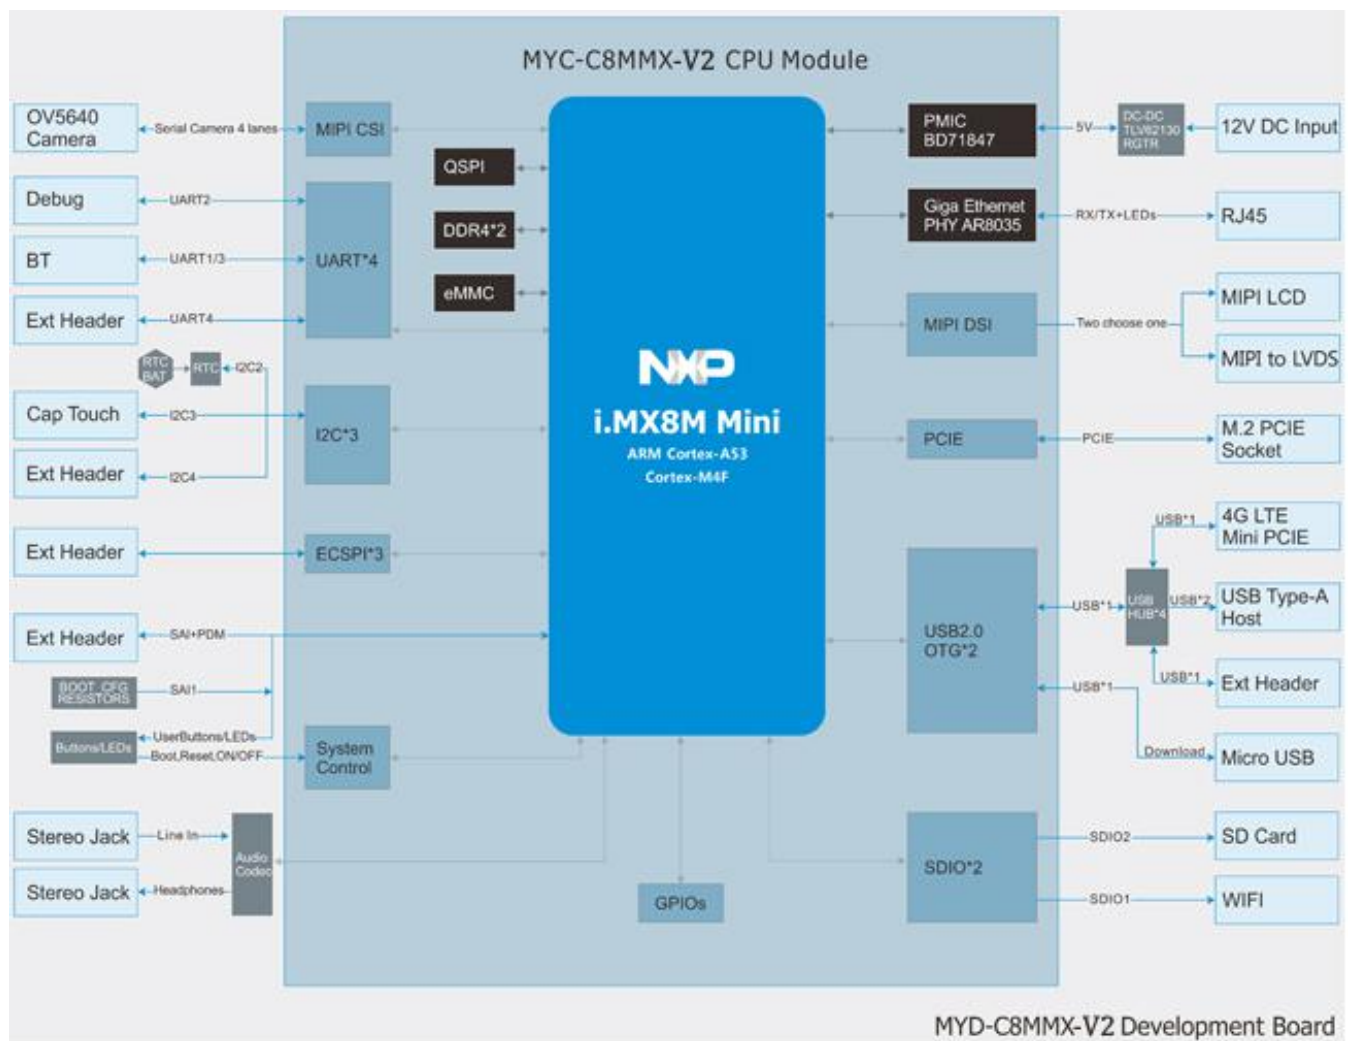 MYC-C8MMX-V2 CPU Module
OV5640
Camera
Serial Camera 4 lanes
MIPI CSI
Debug
UART2
BT
UART1/3
UART*4
Ext Header
UART4
RTC
BAT
RTC
I2C2
Cap Touch
I2C3
I2C*3
Ext Header
I2C4
Ext Header
ECSPI*3
Ext Header
SAI+PDM
BOOT_CFG
RESISTORS
SAI1
Buttons/LEDs
UserButtons/LEDs
Boot,Reset,ON/OFF
System
Control
Stereo Jack
Line In
Audio
Codec
Stereo Jack
Headphones
QSPI
DDR4*2
eMMC
NXP
i.MX8M Mini
ARM Cortex-A53
Cortex-M4F
GPIOs
PMIC
BD71847
5V
DC-DC
TLV62130
RGTR
12V DC Input
Giga Ethernet
PHY AR8035
RX/TX+LEDs
RJ45
MIPI DSI
Two choose one
MIPI LCD
MIPI to LVDS
PCIE
PCIE
M.2 PCIE
Socket
USB2.0
OTG*2
USB*1
USB
HUB*4
USB*1
4G LTE
Mini PCIE
USB*2
USB Type-A
Host
USB*1
Ext Header
USB*1
Download
Micro USB
SDIO*2
SDIO2
SD Card
SDIO1
WIFI
MYD-C8MMX-V2 Development Board